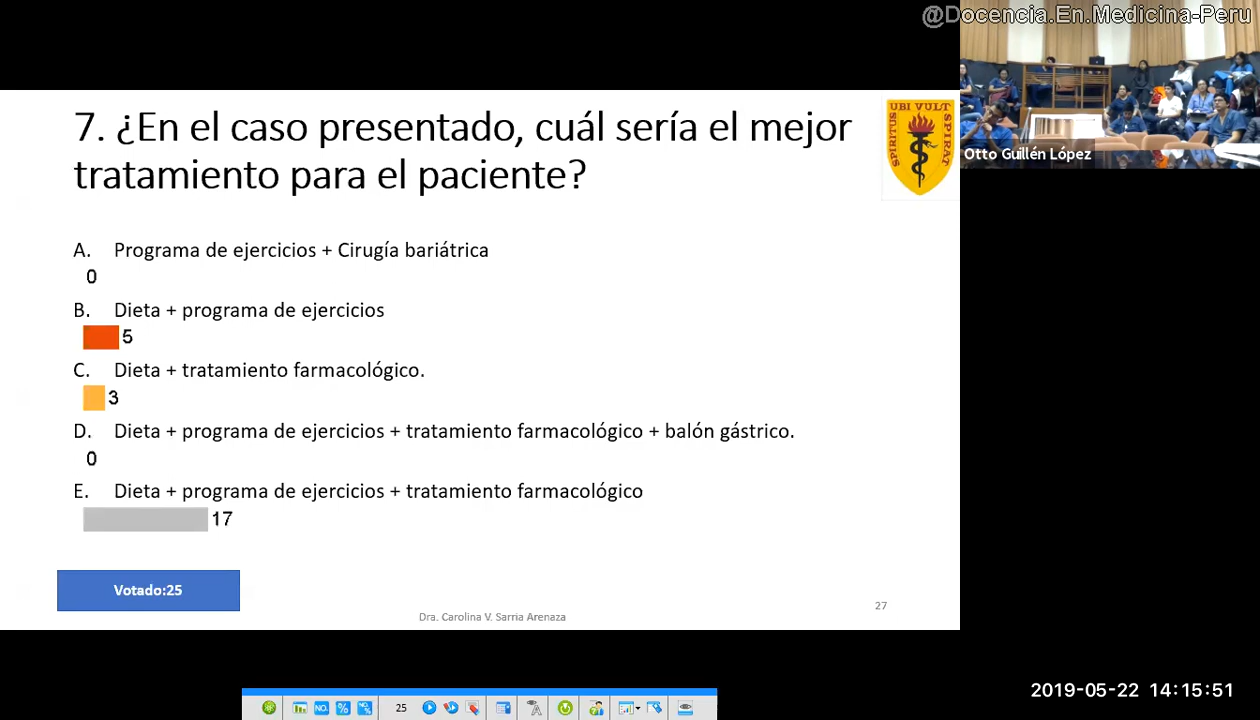 @Docencia.En.Medicina-Peru
7. ¿En el caso presentado, cuál sería el mejor
tratamiento para el paciente?
UBI VULT
SPIRITUS
SPIRAT
Otto Guillén López
A. Programa de ejercicios + Cirugía bariátrica
0
B. Dieta + programa de ejercicios
5
C. Dieta + tratamiento farmacológico.
3
D. Dieta + programa de ejercicios + tratamiento farmacológico + balón gástrico.
0
E. Dieta + programa de ejercicios + tratamiento farmacológico
17
Votado:25
Dra. Carolina V. Sarria Arenaza
27
2019-05-22 14:15:51
NO. % NO. % 25